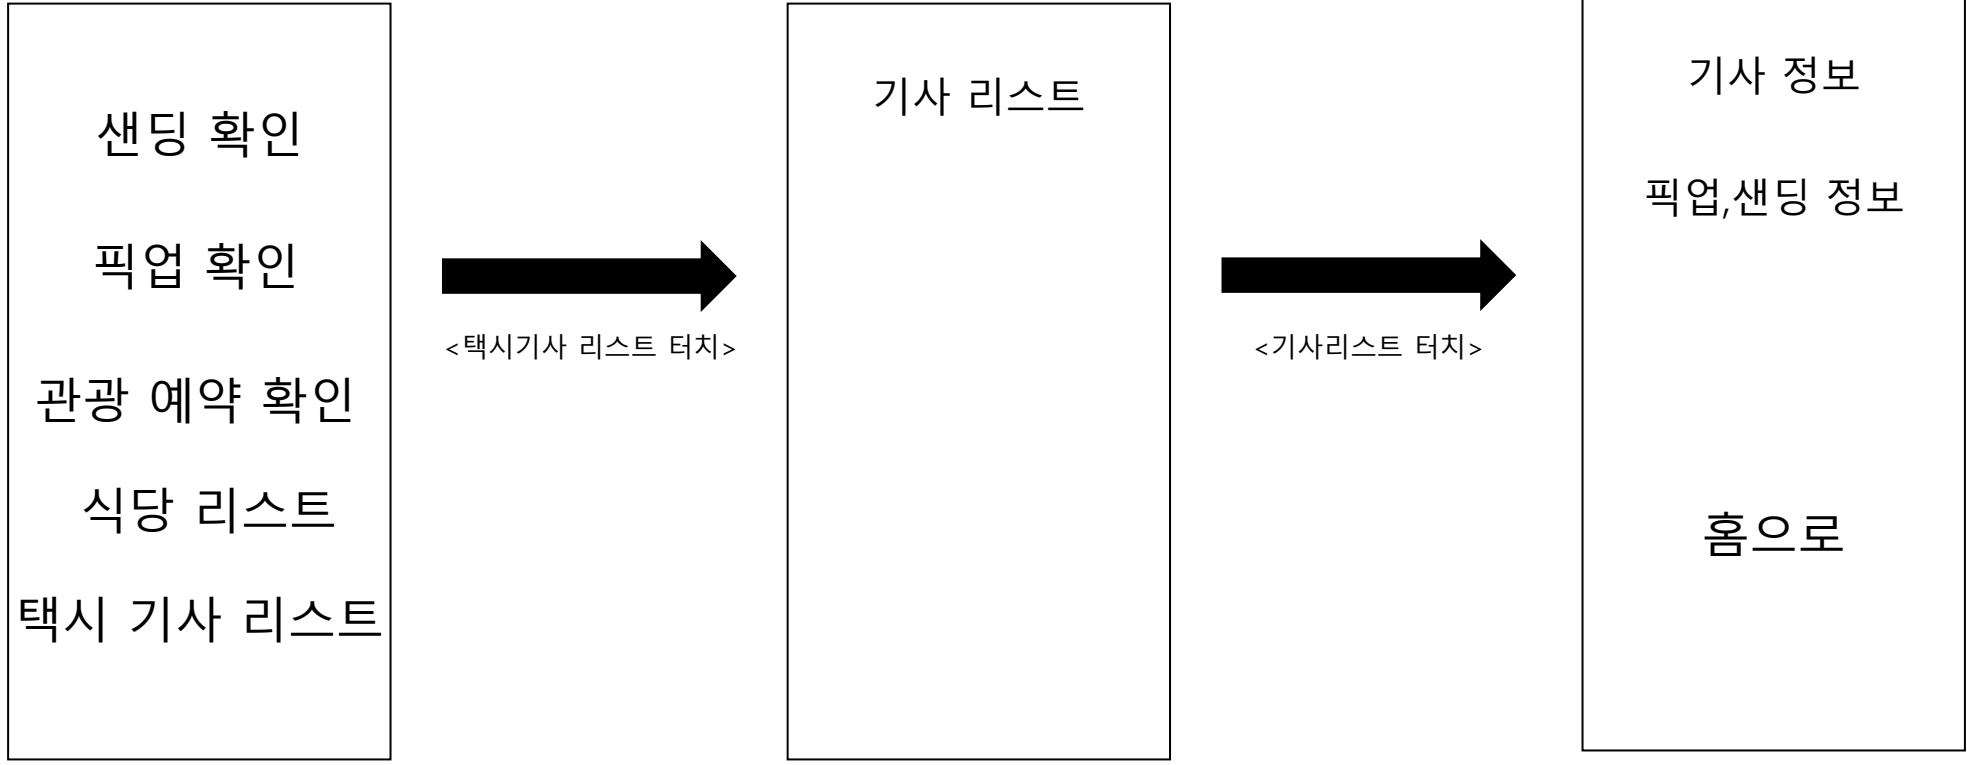 샌딩 확인
픽업 확인
관광 예약 확인
식당 리스트
택시 기사 리스트
<택시기사 리스트 터치>
기사 리스트
<기사리스트 터치>
기사 정보
픽업,샌딩 정보
홈으로